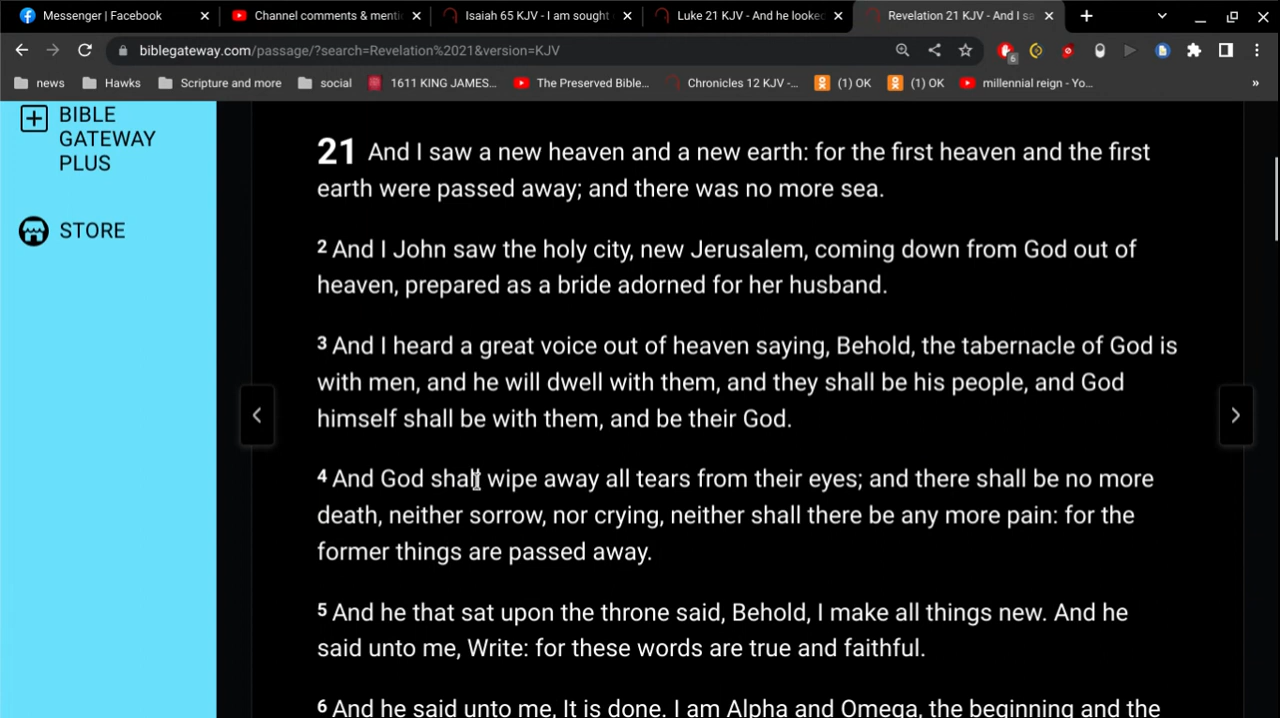 Messenger | Facebook
Channel comments & menti
Isaiah 65 KJV - I am sought
Luke 21 KJV - And he looked
Revelation 21 KJV - And I sa
biblegateway.com/passage/?search=Revelation%2021&version=KJV
6
news
Hawks
Scripture and more
social
1611 KING JAMES...
The Preserved Bible...
Chronicles 12 KJV -...
(1) OK
(1) OK
millennial reign - Yo...
»
BIBLE
GATEWAY
PLUS
STORE
21 And I saw a new heaven and a new earth: for the first heaven and the first
earth were passed away; and there was no more sea.
2 And I John saw the holy city, new Jerusalem, coming down from God out of
heaven, prepared as a bride adorned for her husband.
3 And I heard a great voice out of heaven saying, Behold, the tabernacle of God is
with men, and he will dwell with them, and they shall be his people, and God
himself shall be with them, and be their God.
4 And God shall wipe away all tears from their eyes; and there shall be no more
death, neither sorrow, nor crying, neither shall there be any more pain: for the
former things are passed away.
5 And he that sat upon the throne said, Behold, I make all things new. And he
said unto me, Write: for these words are true and faithful.
6 And he said unto me, It is done. I am Alpha and Omega, the beginning and the